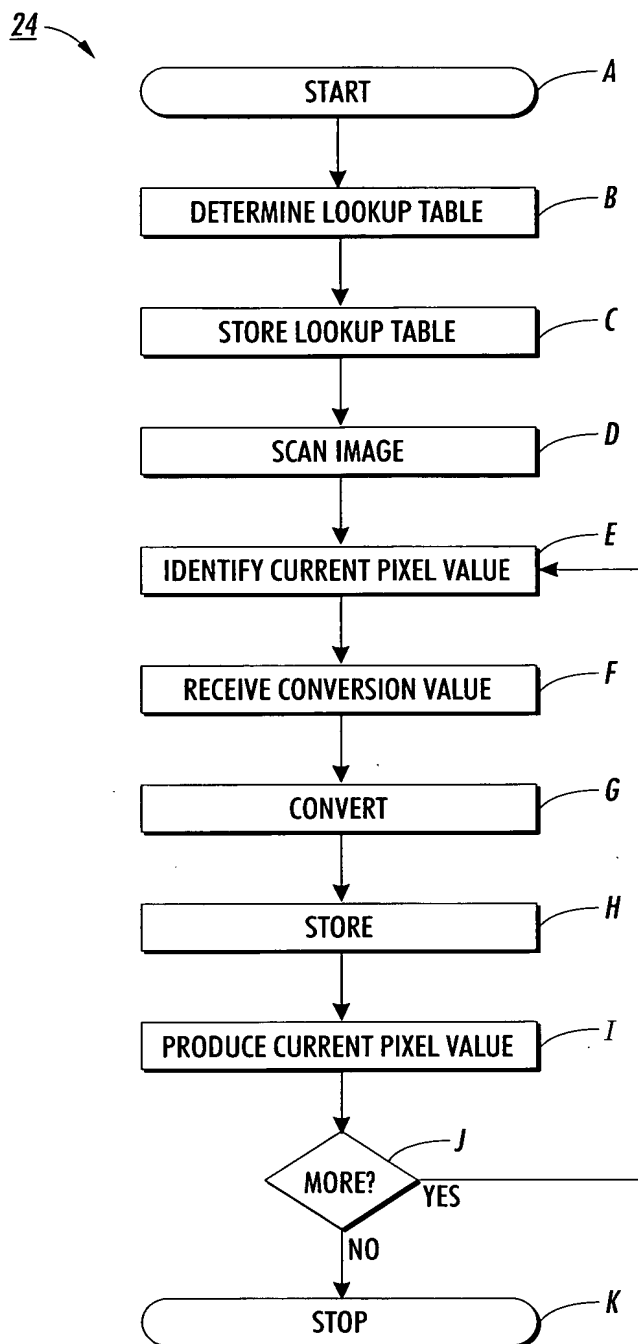 24
START
A
DETERMINE LOOKUP TABLE
B
STORE LOOKUP TABLE
C
SCAN IMAGE
D
IDENTIFY CURRENT PIXEL VALUE
E
RECEIVE CONVERSION VALUE
F
CONVERT
G
STORE
H
PRODUCE CURRENT PIXEL VALUE
I
MORE?
J
YES
NO
STOP
K